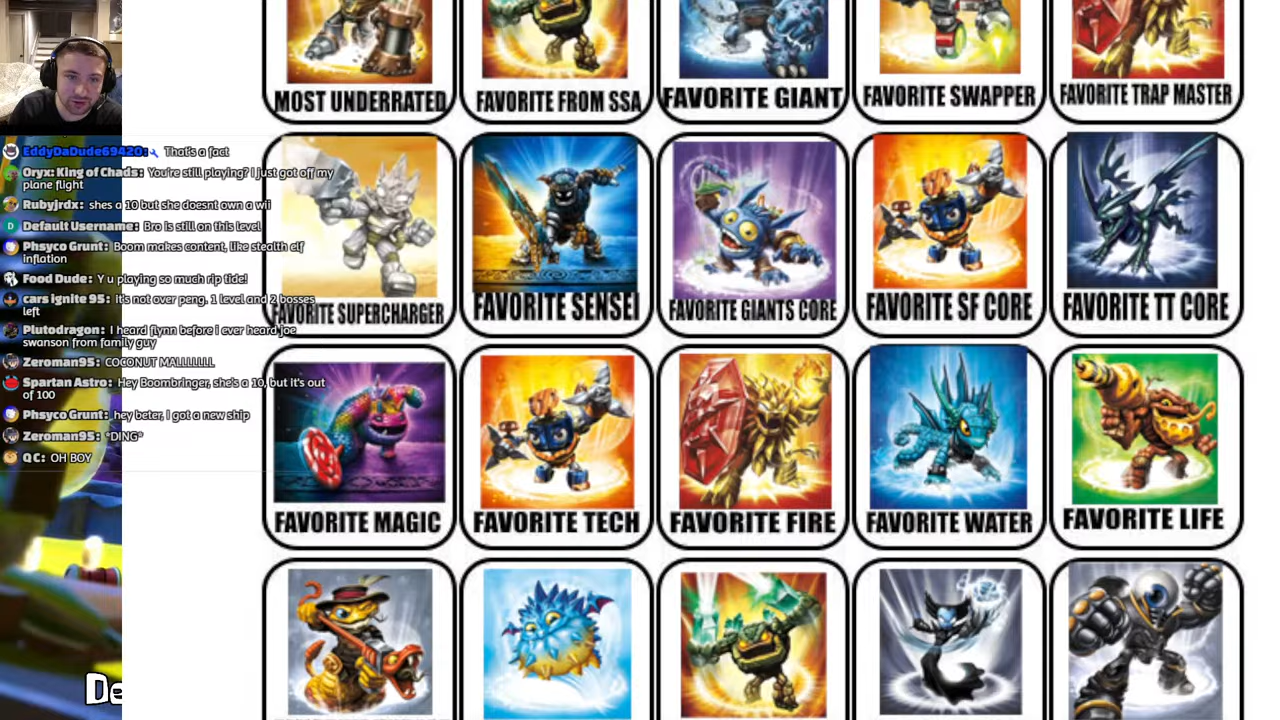 MOST UNDERRATED
FAVORITE FROM SSA
FAVORITE GIANT
FAVORITE SWAPPER
FAVORITE TRAP MASTER
EddyDaDude69420: That's a fact
Oryx: King of Chads: You're still playing? I just got off my
plane flight
Rubyjrdx: shes a 10 but she doesnt own a wii
D Default Username: Bro is still on this level
Phsyco Grunt: Boom makes content, like stealth elf
inflation
Food Dude: Y u playing so much rip tide!
cars ignite 95: it's not over peng, 1 level and 2 bosses
left
Plutodragon: I heard flynn before i ever heard joe
swanson from family guy
Zeroman95: COCONUT MALLLLLLL
Spartan Astro: Hey Boombringer, she's a 10, but it's out
of 100
Phsyco Grunt: hey beter, I got a new ship
Zeroman95: *DING*
QC: OH BOY
FAVORITE SUPERCHARGER
FAVORITE SENSEI
FAVORITE GIANTS CORE
FAVORITE SF CORE
FAVORITE TT CORE
FAVORITE MAGIC
FAVORITE TECH
FAVORITE FIRE
FAVORITE WATER
FAVORITE LIFE
De